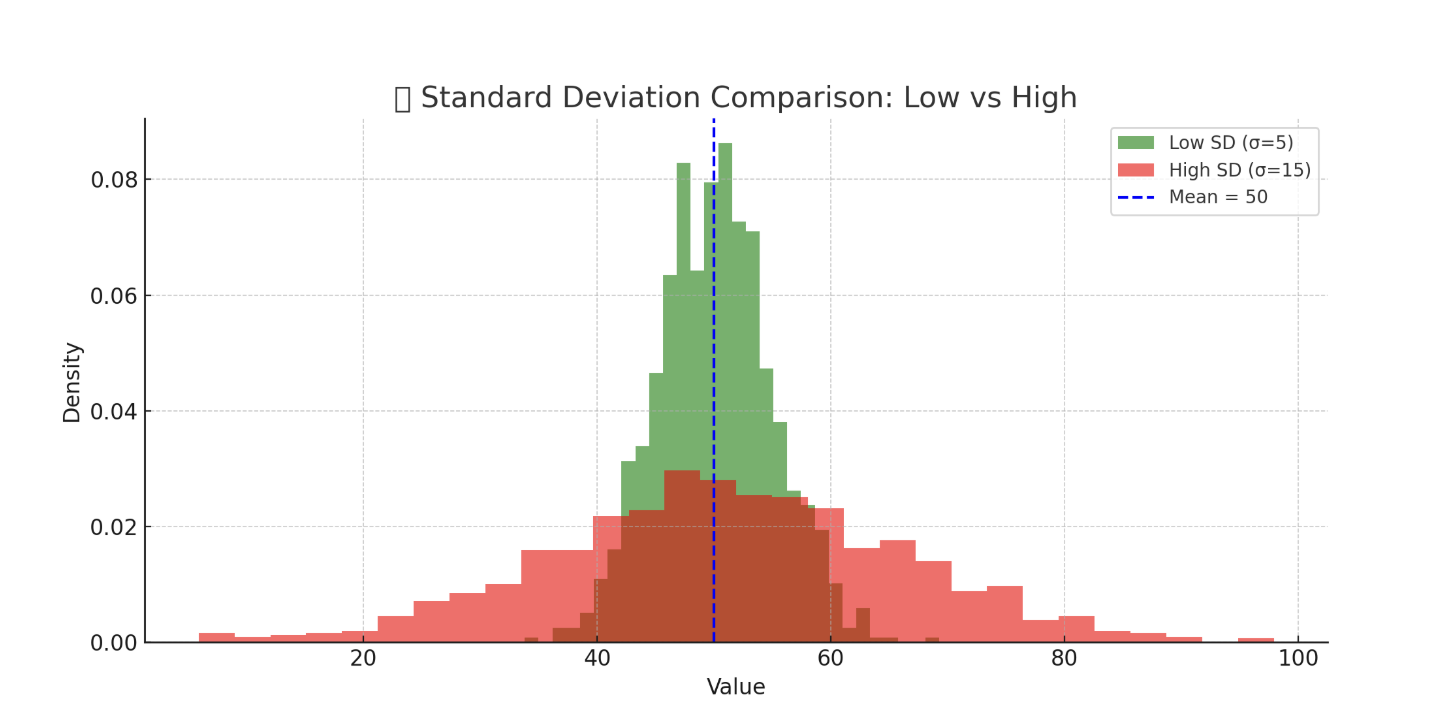 Standard Deviation Comparison: Low vs High
Low SD (σ=5)
High SD (σ=15)
Mean = 50
Density
0.08
0.06
0.04
0.02
0.00
20 40 60 80 100
Value